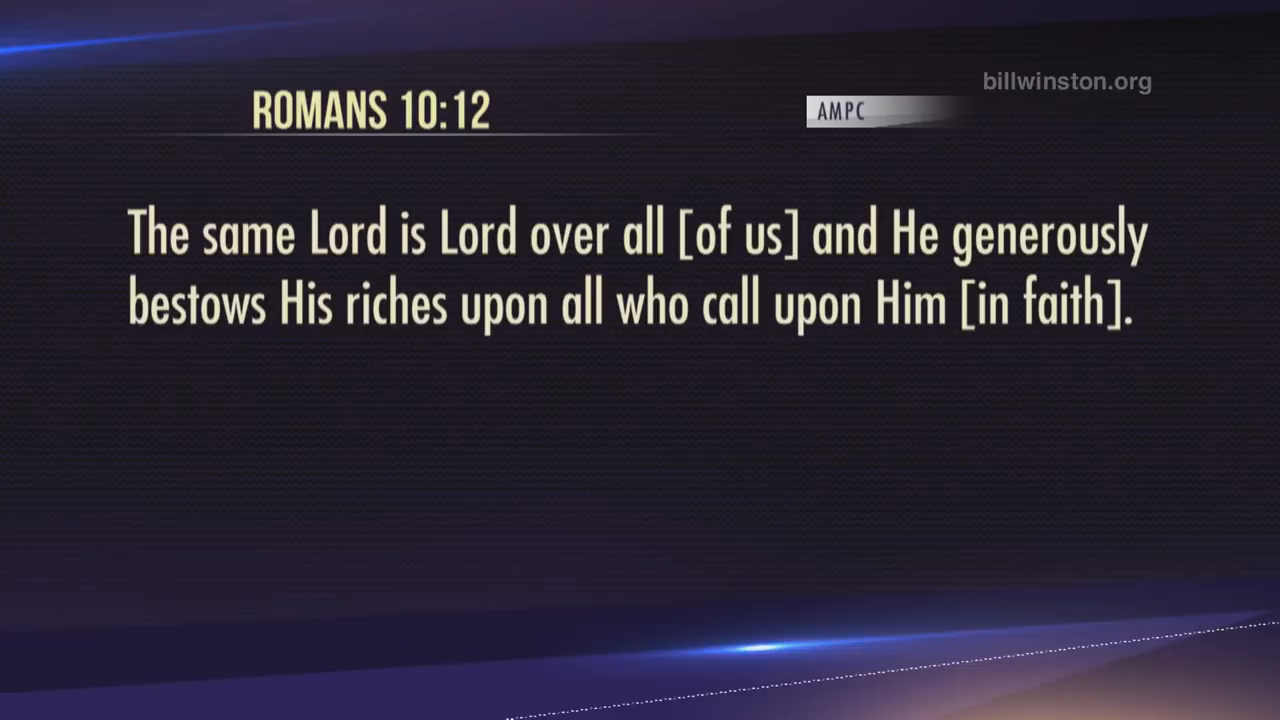 billwinston.org
ROMANS 10:12
AMPC
The same Lord is Lord over all [of us] and He generously
bestows His riches upon all who call upon Him [in faith].